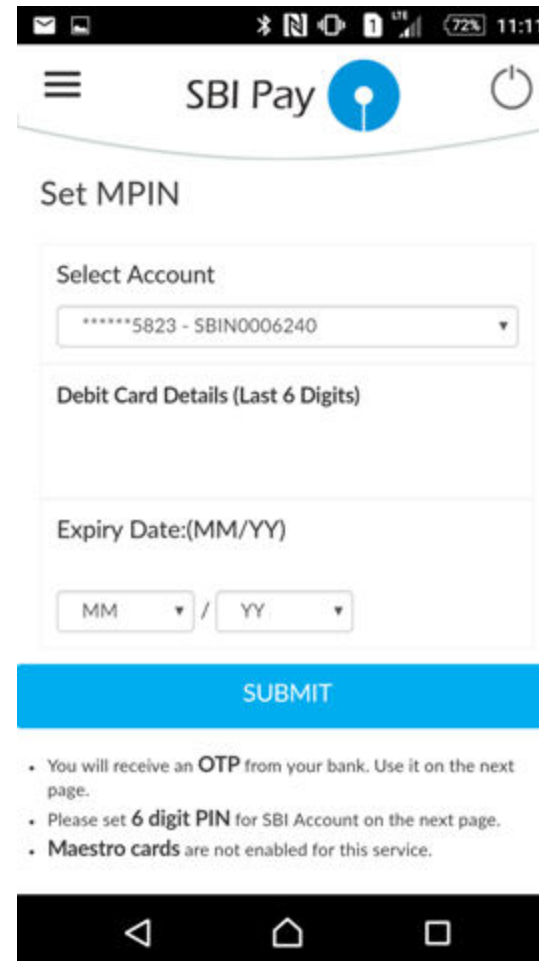 1 LTE 72% 11:11
SBI Pay
Set MPIN
Select Account
******5823 - SBIN0006240
Debit Card Details (Last 6 Digits)
Expiry Date:(MM/YY)
MM / YY
SUBMIT
• You will receive an OTP from your bank. Use it on the next
page.
• Please set 6 digit PIN for SBI Account on the next page.
• Maestro cards are not enabled for this service.